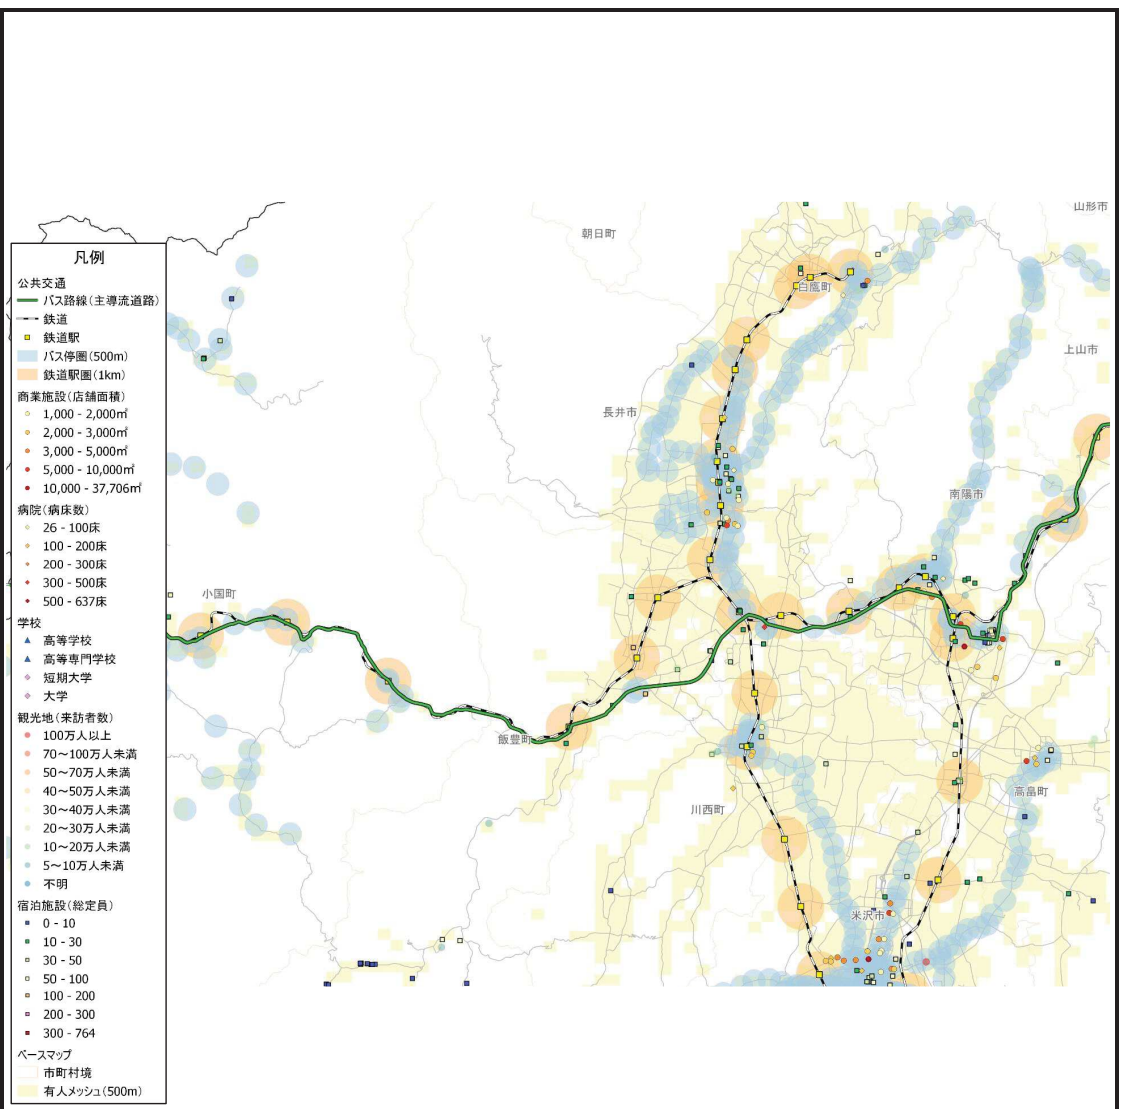 山形市
朝日町
白鷹町
上山市
長井市
南陽市
小国町
飯豊町
川西町
高畠町
米沢市
凡例
公共交通
バス路線(主導流道路)
鉄道
鉄道駅
バス停圏(500m)
鉄道駅圏(1km)
商業施設(店舗面積)
1,000 - 2,000㎡
2,000 - 3,000㎡
3,000 - 5,000㎡
5,000 - 10,000㎡
10,000 - 37,706㎡
病院(病床数)
26 - 100床
100 - 200床
200 - 300床
300 - 500床
500 - 637床
学校
高等学校
高等専門学校
短期大学
大学
観光地(来訪者数)
100万人以上
70～100万人未満
50～70万人未満
40～50万人未満
30～40万人未満
20～30万人未満
10～20万人未満
5～10万人未満
不明
宿泊施設(総定員)
0 - 10
10 - 30
30 - 50
50 - 100
100 - 200
200 - 300
300 - 764
ベースマップ
市町村境
有人メッシュ(500m)